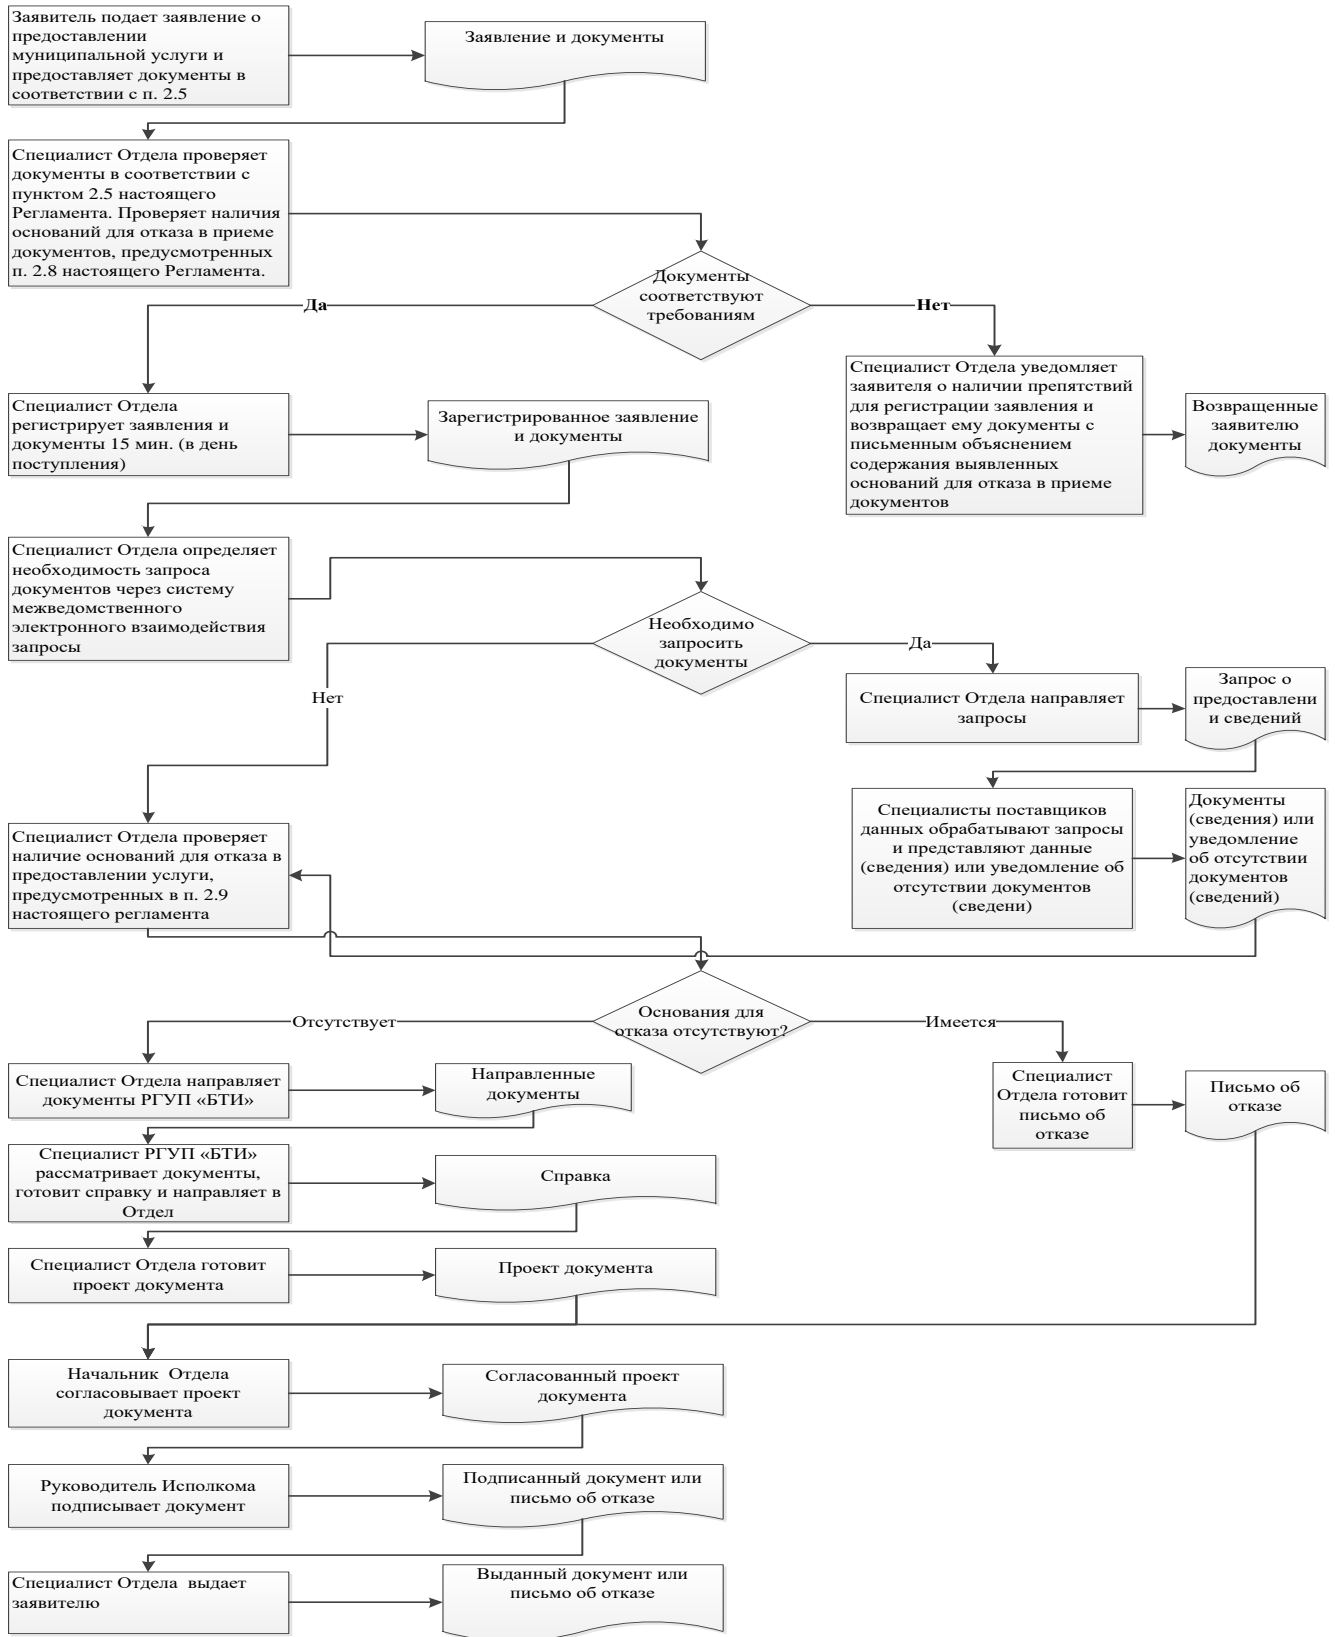 Заявитель подает заявление о
предоставлении
муниципальной услуги и
предоставляет документы в
соответствии с п. 2.5
Заявление и документы
Специалист Отдела проверяет
документы в соответствии с
пунктом 2.5 настоящего
Регламента. Проверяет наличия
оснований для отказа в приеме
документов, предусмотренных
п. 2.8 настоящего Регламента.
Документы
соответствуют
требованиям
Да
Нет
Специалист Отдела
регистрирует заявления и
документы 15 мин. (в день
поступления)
Зарегистрированное заявление
и документы
Специалист Отдела уведомляет
заявителя о наличии препятствий
для регистрации заявления и
возвращает ему документы с
письменным объяснением
содержания выявленных
оснований для отказа в приеме
документов
Возвращенные
заявителю
документы
Специалист Отдела определяет
необходимость запроса
документов через систему
межведомственного
электронного взаимодействия
запросы
Необходимо
запросить
документы
Да
Нет
Специалист Отдела направляет
запросы
Запрос о
предоставлени
и сведений
Специалисты поставщиков
данных обрабатывают запросы
и представляют данные
(сведения) или уведомление об
отсутствии документов
(сведени)
Документы
(сведения) или
уведомление
об отсутствии
документов
(сведений)
Специалист Отдела проверяет
наличие оснований для отказа в
предоставлении услуги,
предусмотренных в п. 2.9
настоящего регламента
Основания для
отказа отсутствуют?
Отсутствует
Имеется
Специалист Отдела направляет
документы РГУП «БТИ»
Направленные
документы
Специалист
Отдела готовит
письмо об
отказе
Письмо об
отказе
Специалист РГУП «БТИ»
рассматривает документы,
готовит справку и направляет в
Отдел
Справка
Специалист Отдела готовит
проект документа
Проект документа
Начальник Отдела
согласовывает проект
документа
Согласованный проект
документа
Руководитель Исполкома
подписывает документ
Подписанный документ или
письмо об отказе
Специалист Отдела выдает
заявителю
Выданный документ или
письмо об отказе